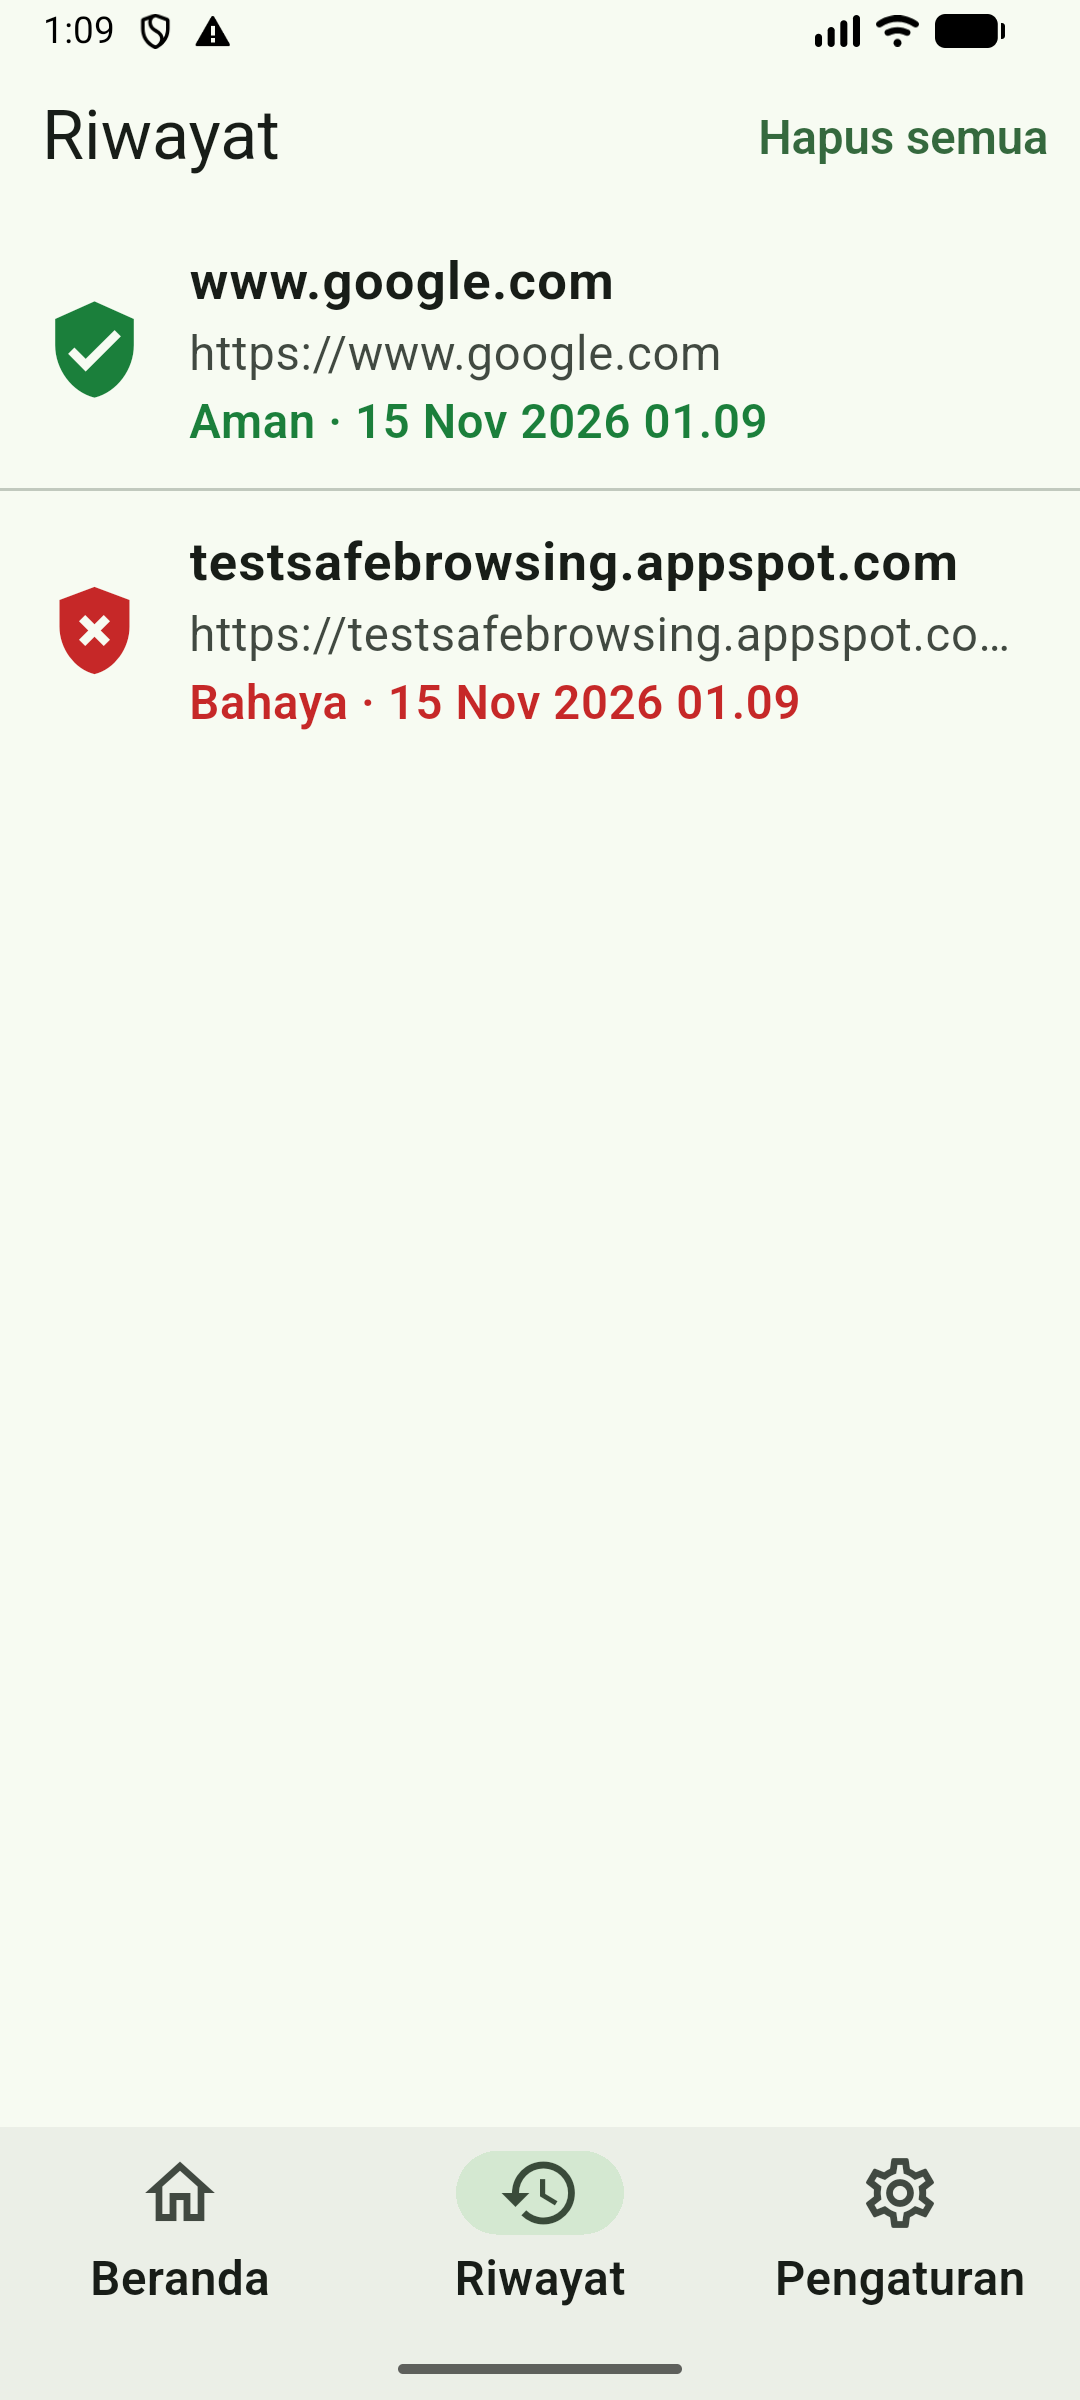 1:09
Riwayat
Hapus semua
www.google.com
https://www.google.com
Aman · 15 Nov 2026 01.09
testsafebrowsing.appspot.com
https://testsafebrowsing.appspot.co…
Bahaya · 15 Nov 2026 01.09
Beranda
Riwayat
Pengaturan